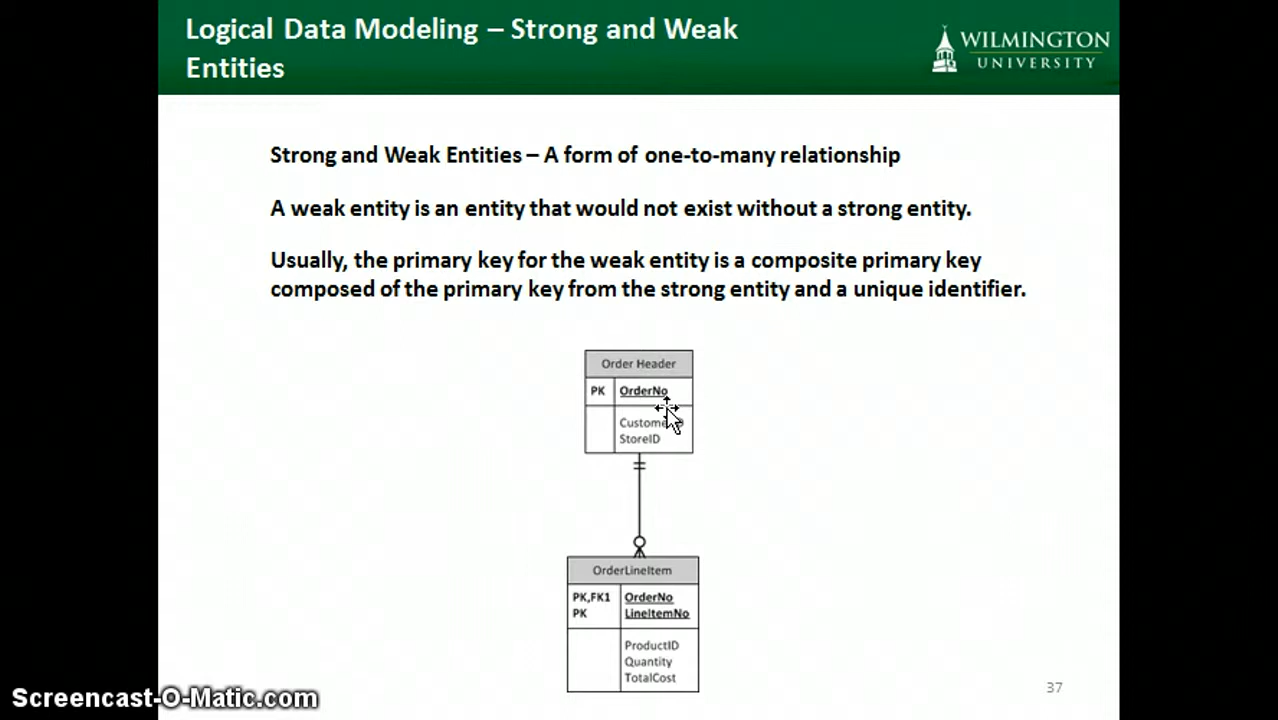 Logical Data Modeling – Strong and Weak
Entities
WILMINGTON
UNIVERSITY
Strong and Weak Entities – A form of one-to-many relationship
A weak entity is an entity that would not exist without a strong entity.
Usually, the primary key for the weak entity is a composite primary key
composed of the primary key from the strong entity and a unique identifier.
Order Header
PK OrderNo
StoreID
OrderLineItem
PK,FK1 OrderNo
PK LineItemNo
ProductID
Quantity
TotalCost
37
Screencast-O-Matic.com